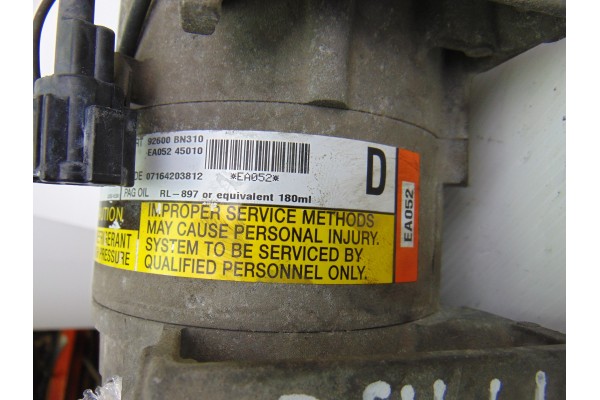 92600 BN310
EA052 45010
07164203812
*EA052*
PAG OIL RL-897 or equivalent 180ml
D
EA052
IMPROPER SERVICE METHODS
MAY CAUSE PERSONAL INJURY.
SYSTEM TO BE SERVICED BY
QUALIFIED PERSONNEL ONLY.
PRESSURE